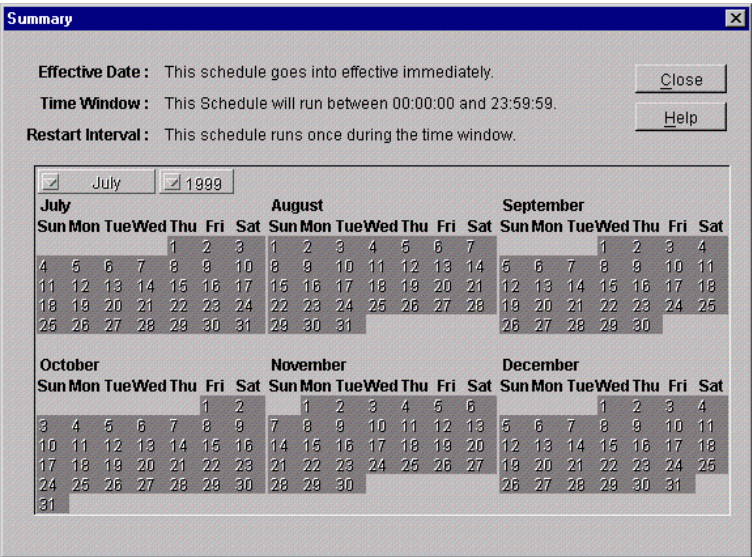 Summary
Effective Date : This schedule goes into effective immediately.
Close
Time Window : This Schedule will run between 00:00:00 and 23:59:59.
Help
Restart Interval : This schedule runs once during the time window.
July 1999
July August September
Sun Mon Tue Wed Thu Fri Sat Sun Mon Tue Wed Thu Fri Sat Sun Mon Tue Wed Thu Fri Sat
1 2 3 1 2 3 4 5 6 7 1 2 3 4
4 5 6 7 8 9 10 8 9 10 11 12 13 14 5 6 7 8 9 10 11
11 12 13 14 15 16 17 15 16 17 18 19 20 21 12 13 14 15 16 17 18
18 19 20 21 22 23 24 22 23 24 25 26 27 28 19 20 21 22 23 24 25
25 26 27 28 29 30 31 29 30 31 26 27 28 29 30
October November December
Sun Mon Tue Wed Thu Fri Sat Sun Mon Tue Wed Thu Fri Sat Sun Mon Tue Wed Thu Fri Sat
1 2 1 2 3 4 5 6 1 2 3 4
3 4 5 6 7 8 9 7 8 9 10 11 12 13 5 6 7 8 9 10 11
10 11 12 13 14 15 16 14 15 16 17 18 19 20 12 13 14 15 16 17 18
17 18 19 20 21 22 23 21 22 23 24 25 26 27 19 20 21 22 23 24 25
24 25 26 27 28 29 30 28 29 30 26 27 28 29 30 31
31